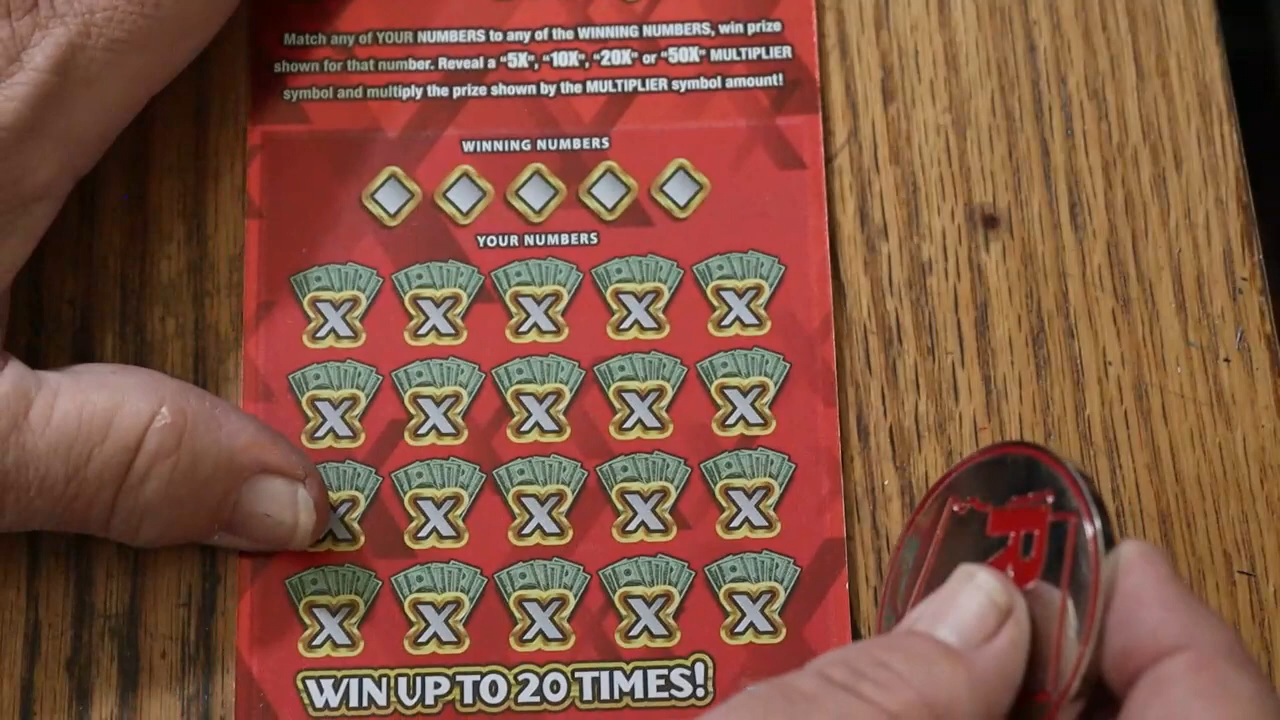 Match any of YOUR NUMBERS to any of the WINNING NUMBERS, win prize
shown for that number. Reveal a "5X", "10X", "20X" or "50X" MULTIPLIER
symbol and multiply the prize shown by the MULTIPLIER symbol amount!
WINNING NUMBERS
YOUR NUMBERS
X X X X X
X X X X X
X X X X X
X X X X X
WIN UP TO 20 TIMES!
R